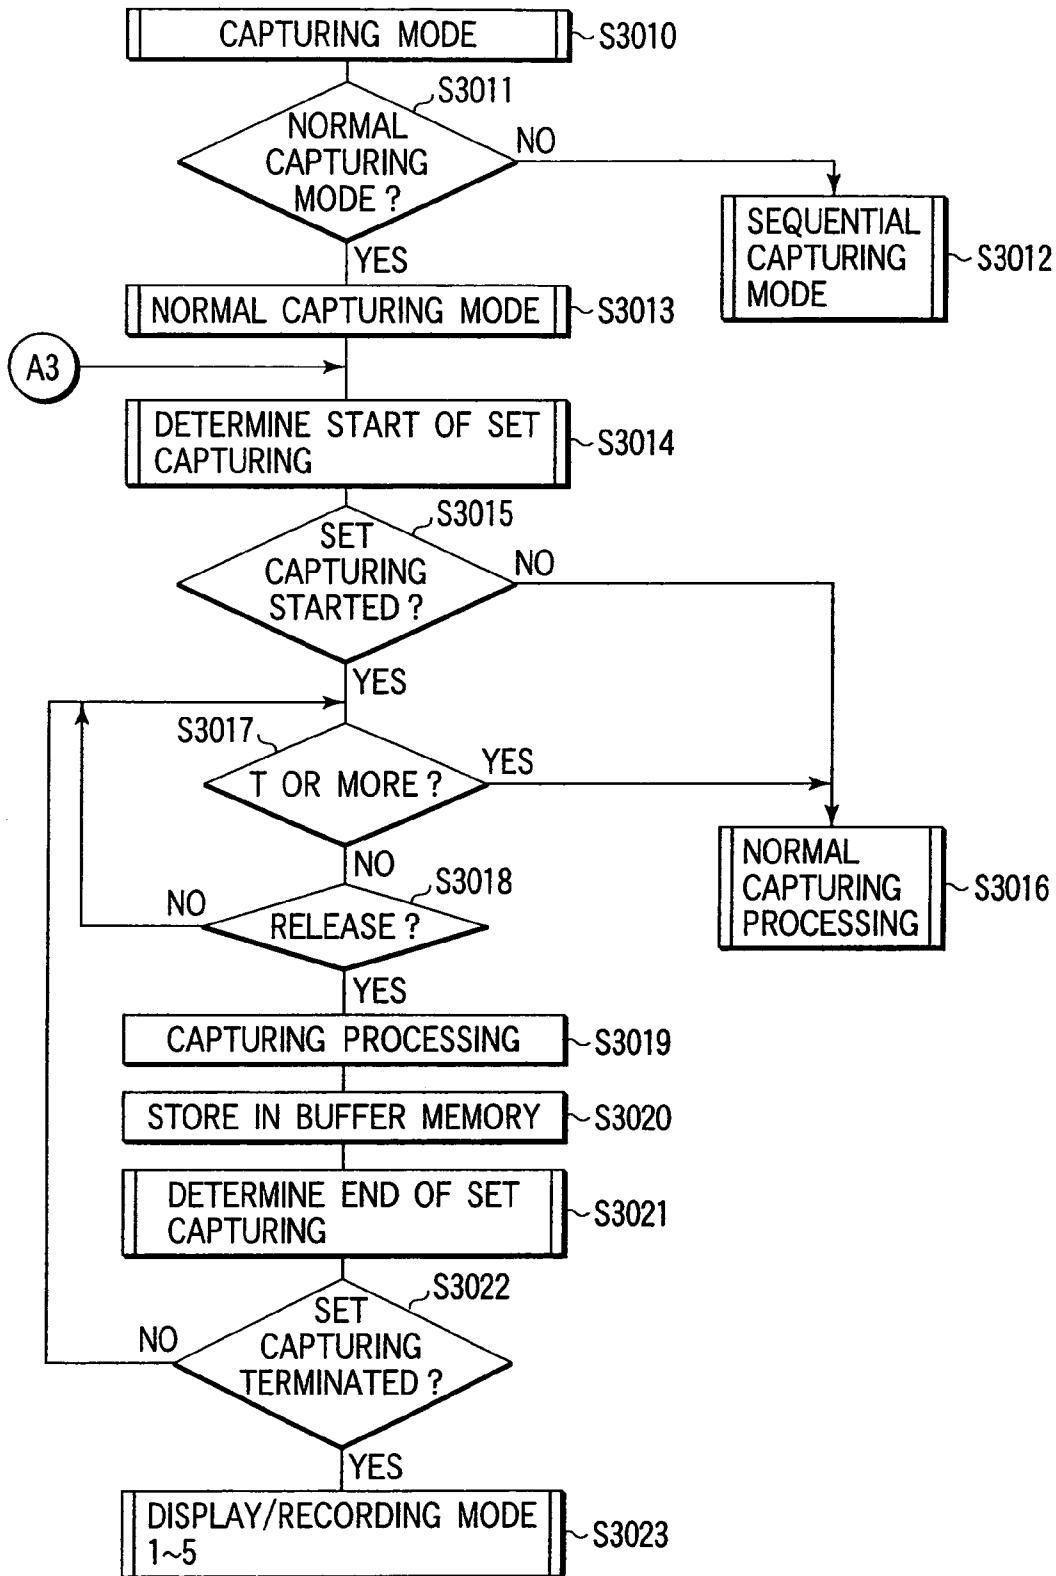 CAPTURING MODE
S3010
S3011
NORMAL
CAPTURING
MODE?
NO
SEQUENTIAL
CAPTURING
MODE
S3012
YES
NORMAL CAPTURING MODE
S3013
A3
DETERMINE START OF SET
CAPTURING
S3014
S3015
SET
CAPTURING
STARTED?
NO
YES
S3017
T OR MORE?
YES
NORMAL
CAPTURING
PROCESSING
S3016
NO
S3018
RELEASE?
NO
YES
CAPTURING PROCESSING
S3019
STORE IN BUFFER MEMORY
S3020
DETERMINE END OF SET
CAPTURING
S3021
S3022
SET
CAPTURING
TERMINATED?
NO
YES
DISPLAY/RECORDING MODE
1~5
S3023